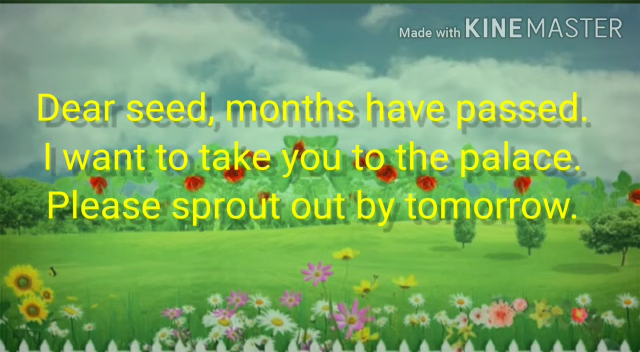 Made with KINEMASTER
Dear seed, months have passed.
I want to take you to the palace.
Please sprout out by tomorrow.